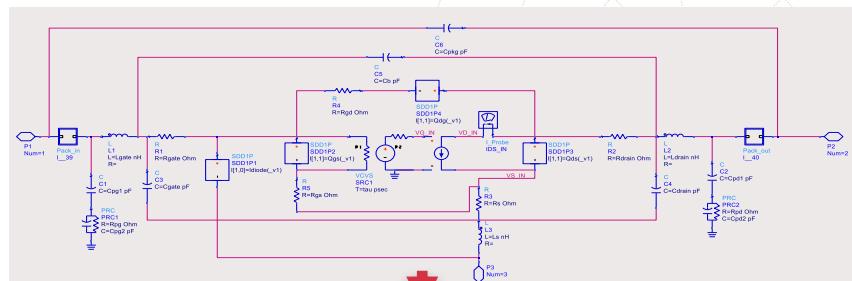 C
C6
C=Cpkg pF
C
C5
C=Cb pF
R
R4
R=Rgd Ohm
SDD1P
SDD1P4
I[1,1]=Qdg(_v1)
P1
Num=1
Pack_in
I__39
L
L1
L=Lgate nH
R=
R
R1
R=Rgate Ohm
SDD1P
SDD1P1
I[1,0]=Idiode(_v1)
SDD1P
SDD1P2
I[1,1]=Qgs(_v1)
VCVS
SRC1
T=tau psec
VG_IN
VD_IN
I_Probe
IDS_IN
SDD1P
SDD1P3
I[1,1]=Qds(_v1)
VS_IN
R
R2
R=Rdrain Ohm
L
L2
L=Ldrain nH
R=
Pack_out
I__40
P2
Num=2
C
C1
C=Cpg1 pF
C
C3
C=Cgate pF
R
R5
R=Rgs Ohm
R
R3
R=Rs Ohm
C
C4
C=Cdrain pF
C
C2
C=Cpd1 pF
PRC
PRC1
R=Rpg Ohm
C=Cpg2 pF
L
L3
L=Ls nH
R=
PRC
PRC2
R=Rpd Ohm
C=Cpd2 pF
P3
Num=3